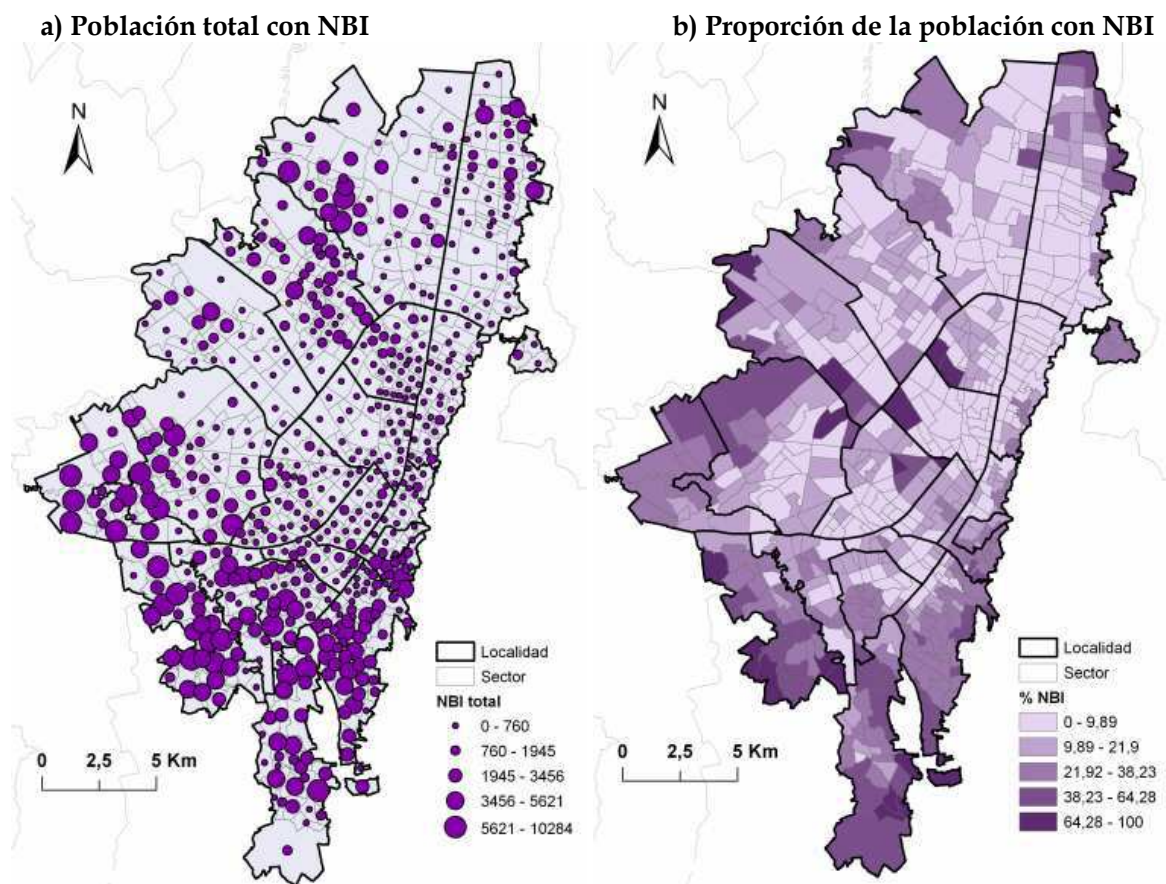 a) Población total con NBI
N
Localidad
Sector
NBI total
0 - 760
760 - 1945
1945 - 3456
3456 - 5621
5621 - 10284
0 2,5 5 Km
b) Proporción de la población con NBI
N
Localidad
Sector
% NBI
0 - 9.89
9,89 - 21,9
21,92 - 38,23
38,23 - 64,28
64,28 - 100
0 2,5 5 Km